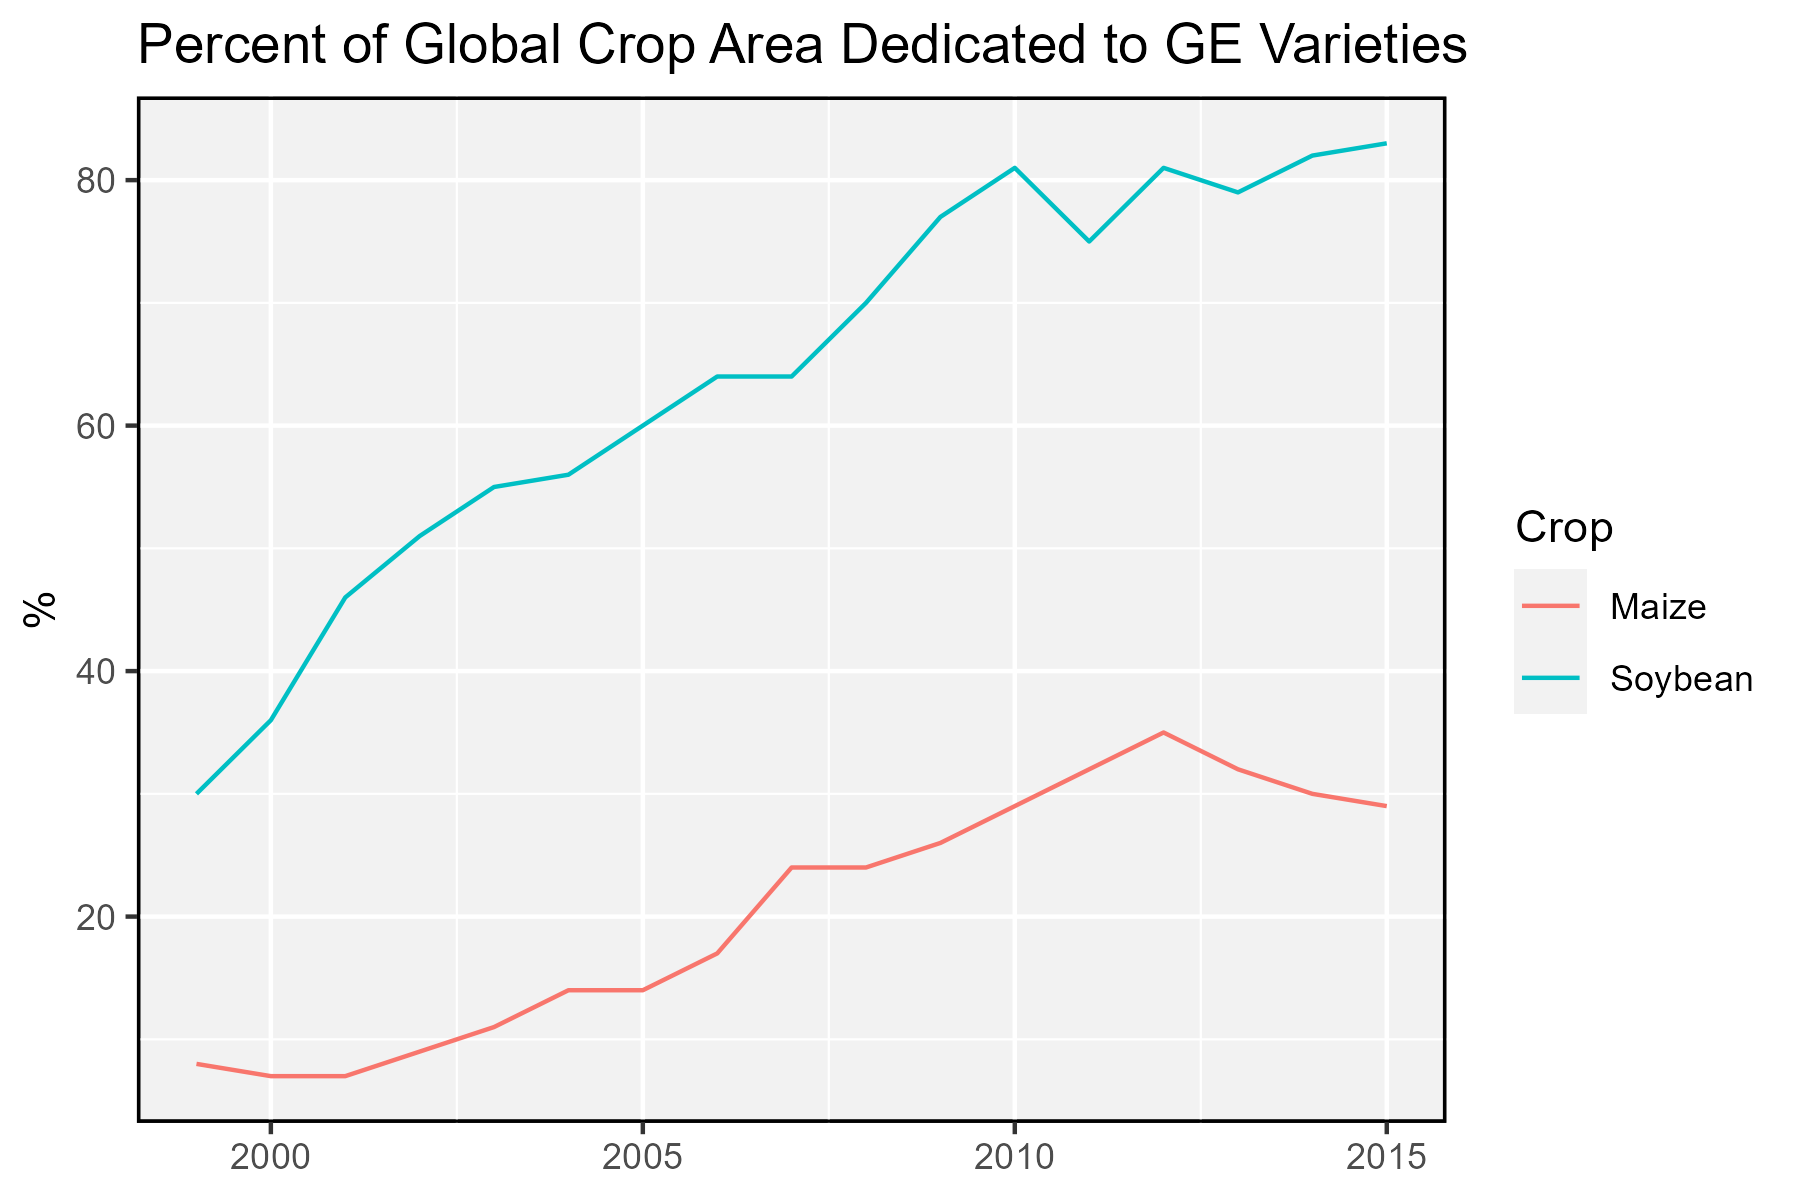 Percent of Global Crop Area Dedicated to GE Varieties
80
60
40
20
%
2000 2005 2010 2015
Crop
Maize
Soybean